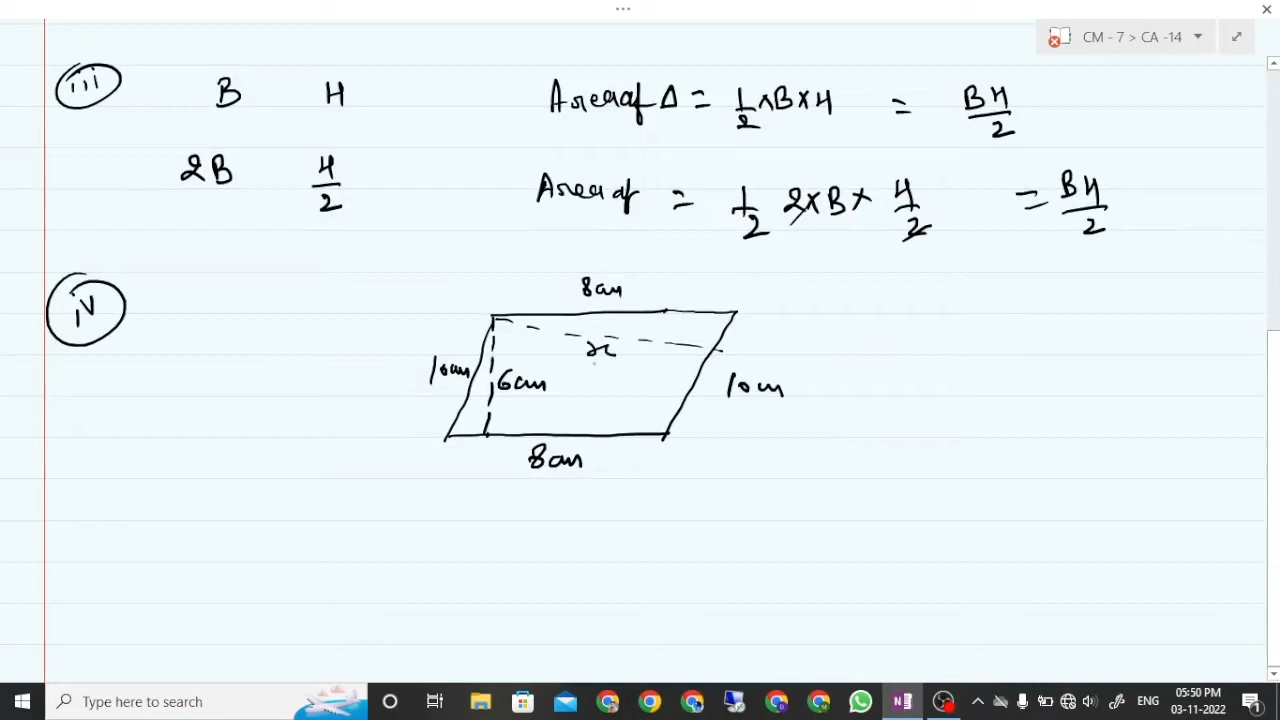 CM - 7 > CA -14
iii B H Area of Δ = 1/2 × B × H = BH/2
2B H/2 Area of = 1/2 2 × B × H/2 = BH/2
iv
8cm
x
10cm 6cm 10cm
8cm
Type here to search ENG 05:50 PM
03-11-2022 1